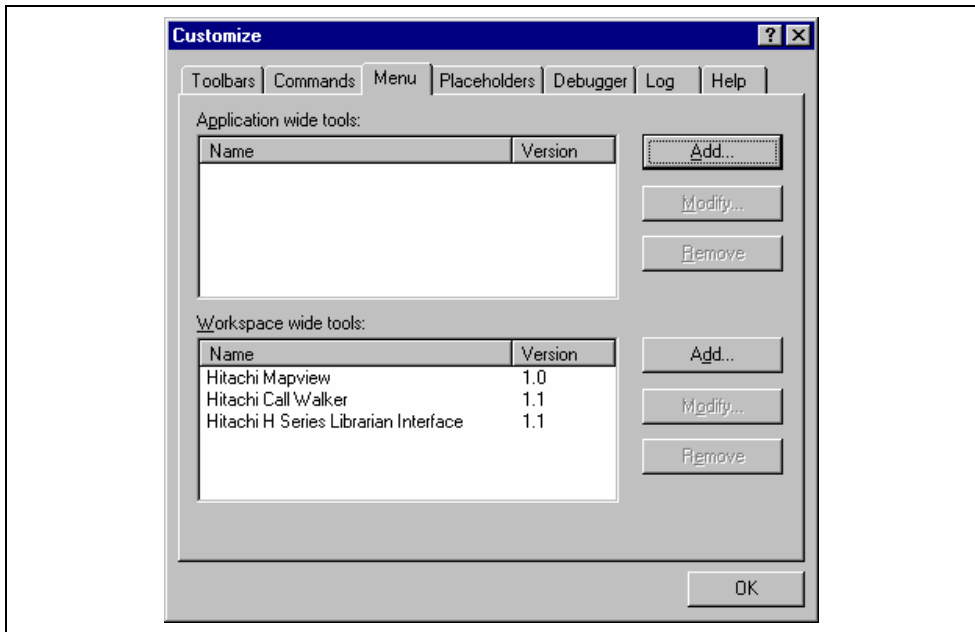 Customize
Toolbars Commands Menu Placeholders Debugger Log Help
Application wide tools:
Name Version
Add...
Modify...
Remove
Workspace wide tools:
Name Version
Hitachi Mapview 1.0
Hitachi Call Walker 1.1
Hitachi H Series Librarian Interface 1.1
Add...
Modify...
Remove
OK